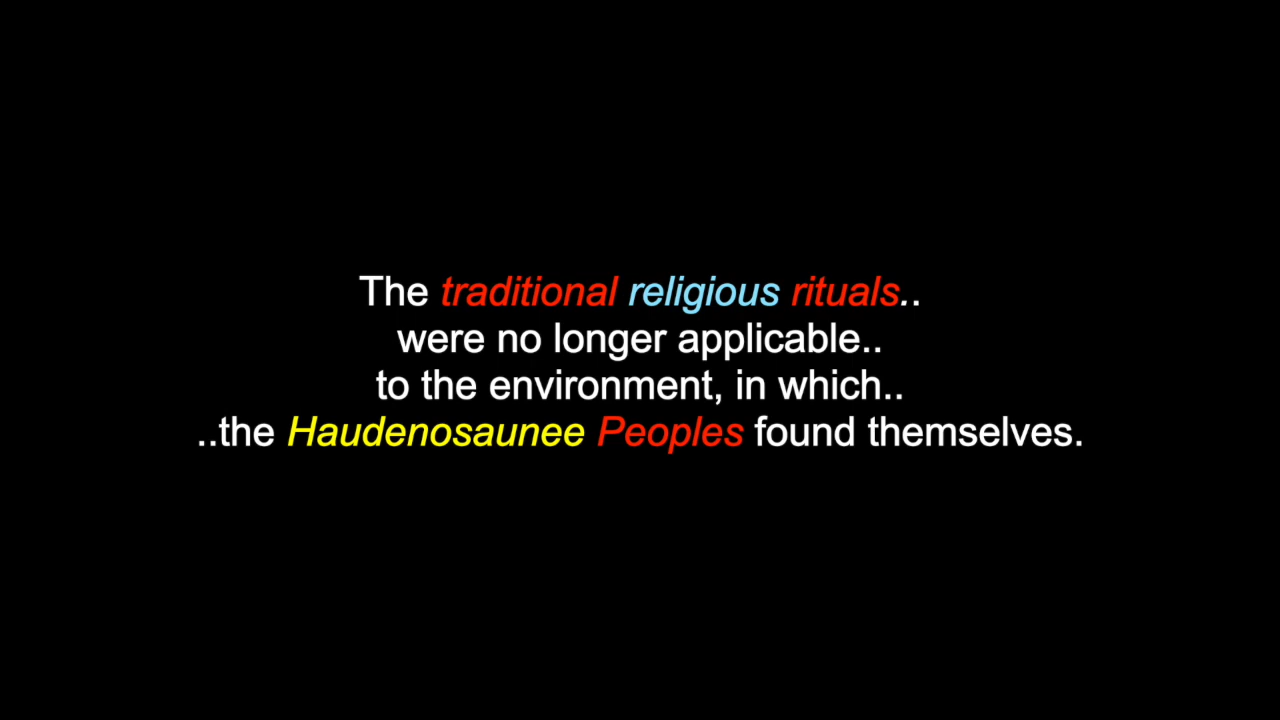 The traditional religious rituals..
were no longer applicable..
to the environment, in which..
..the Haudenosaunee Peoples found themselves.